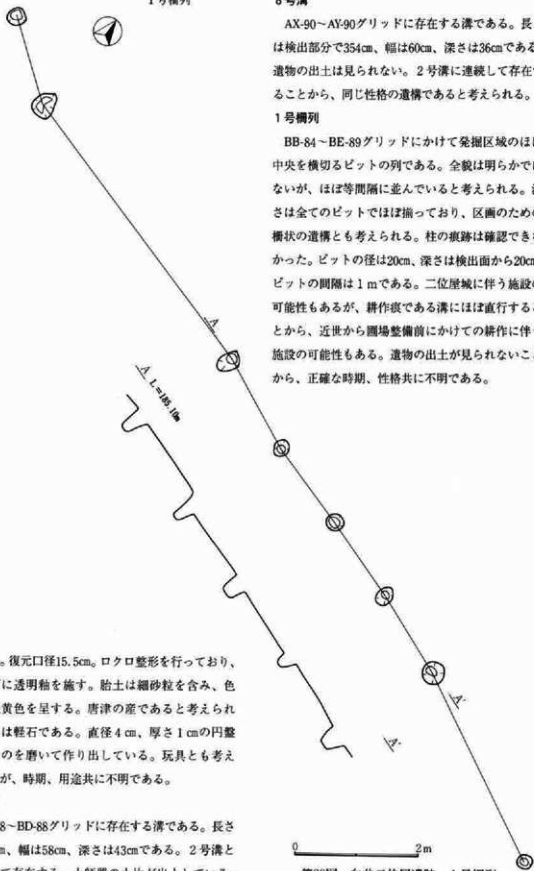 1号柵列
8号溝
AX-90～AY-90グリッドに存在する溝である。長
は検出部分で354cm、幅は60cm、深さは36cmである
遺物の出土は見られない。2号溝に連続して存在
ることから、同じ性格の遺構であると考えられる。
1号柵列
BB-84～BE-89グリッドにかけて発掘区域のほ
中央を横切るピットの列である。全貌は明らかで
ないが、ほぼ等間隔に並んでいると考えられる。
さは全てのピットでほぼ揃っており、区画のため
柵状の遺構とも考えられる。柱の痕跡は確認でき
かった。ピットの径は20cm、深さは検出面から20cm
ピットの間隔は1mである。二位屋城に伴う施設
可能性もあるが、耕作痕である溝にほぼ直行する
とから、近世から圃場整備前にかけての耕作に伴
施設の可能性もある。遺物の出土が見られないこ
から、正確な時期、性格共に不明である。
A
A L=185.10m
A'
A'
。復元口径15.5cm。ロクロ整形を行っており、
に透明釉を施す。胎土は細砂粒を含み、色
黄色を呈する。唐津の産であると考えられ
は軽石である。直径4cm、厚さ1cmの円盤
のを磨いて作り出している。玩具とも考え
が、時期、用途共に不明である。
8～BD-88グリッドに存在する溝である。長さ
m、幅は58cm、深さは43cmである。2号溝と
0 2m